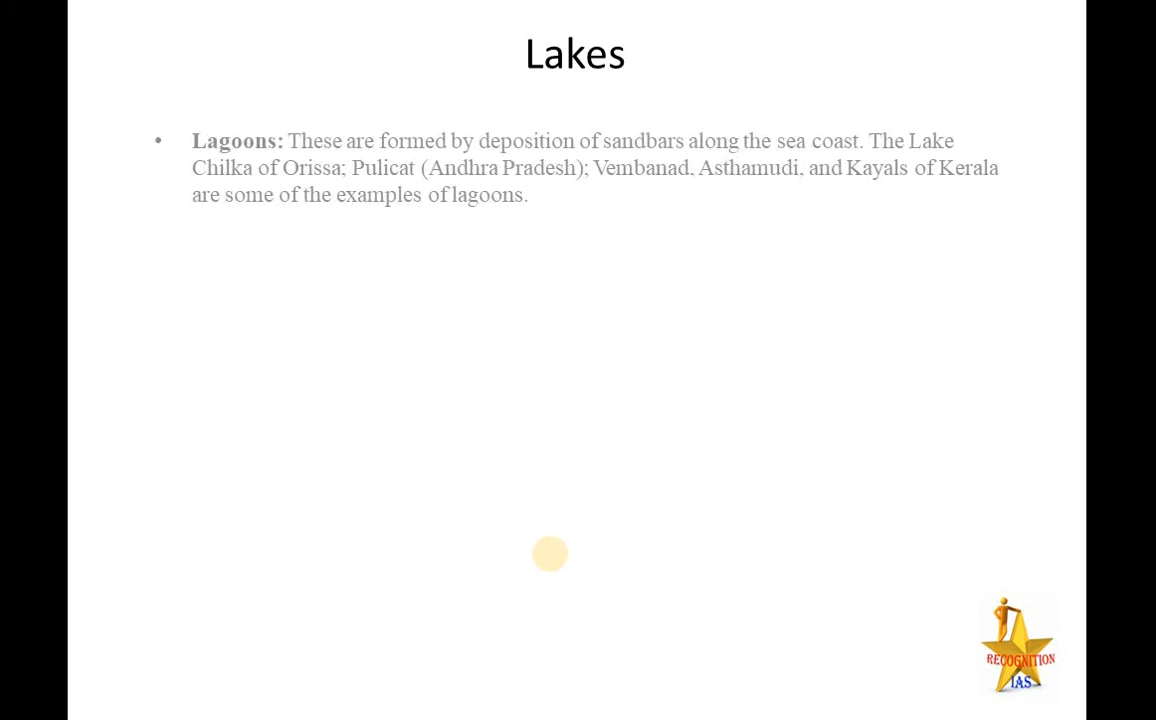 Lakes
• Lagoons: These are formed by deposition of sandbars along the sea coast. The Lake
Chilka of Orissa; Pulicat (Andhra Pradesh); Vembanad, Asthamudi, and Kayals of Kerala
are some of the examples of lagoons.
RECOGNITION
IAS